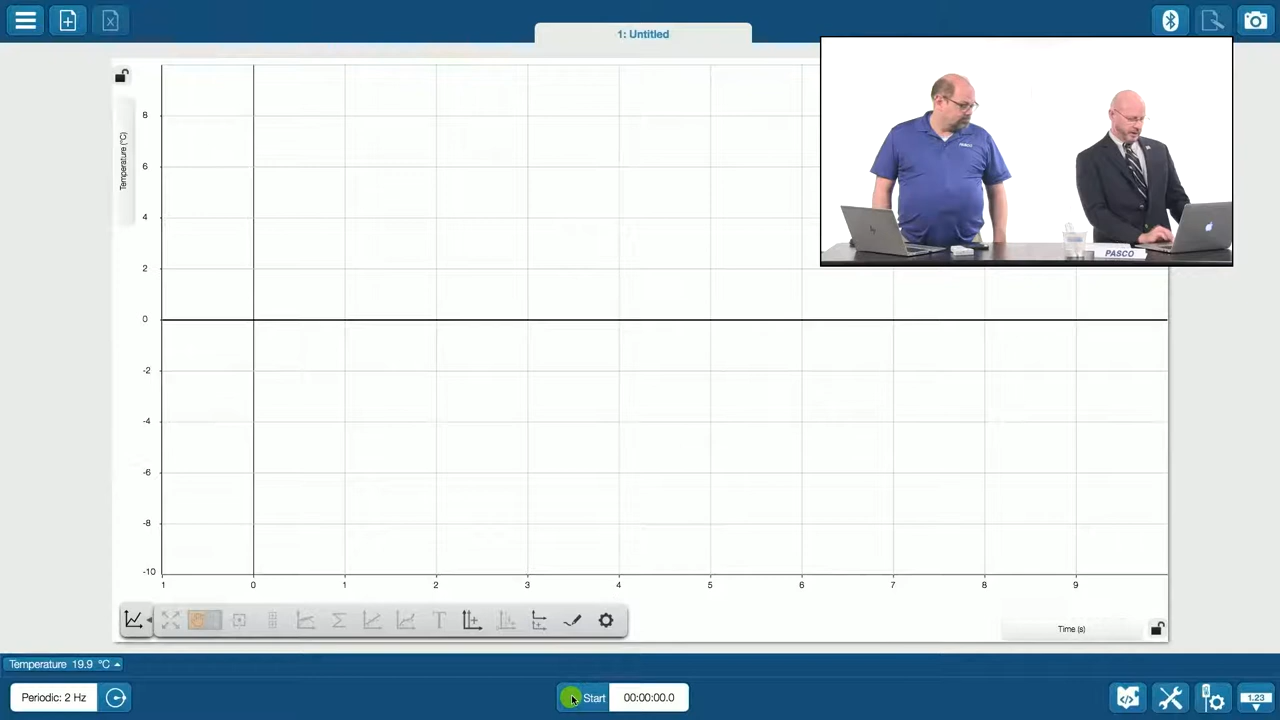 1: Untitled
Temperature (°C)
8
6
4
2
0
-2
-4
-6
-8
-10
1
0
1
2
3
4
5
6
7
8
9
Time (s)
PASCO
PASCO
Temperature 19.9 °C
Periodic: 2 Hz
Start
00:00:00.0
1.23